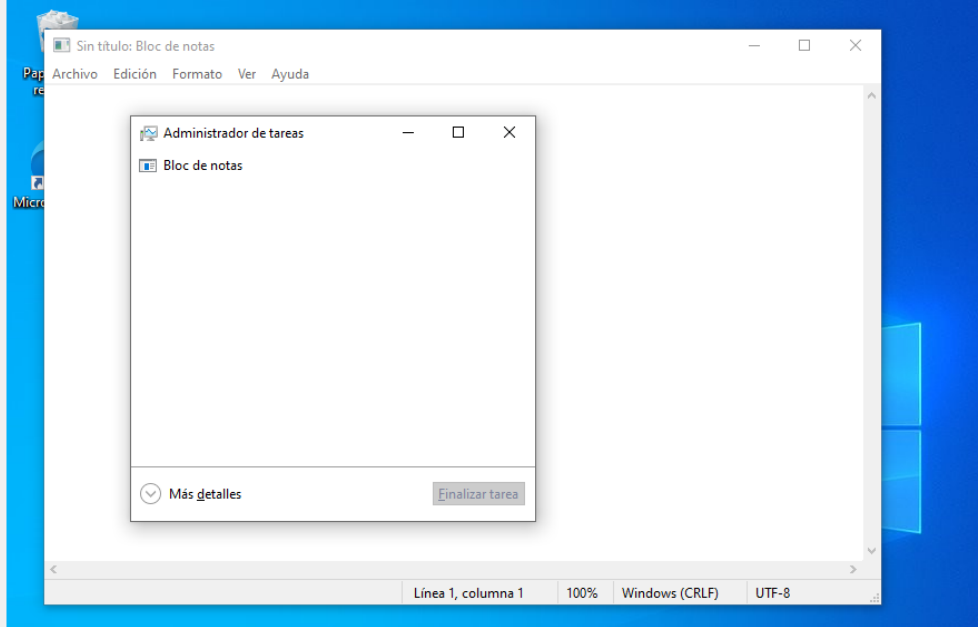 Sin título: Bloc de notas
Archivo Edición Formato Ver Ayuda
Administrador de tareas
Bloc de notas
Más detalles
Finalizar tarea
Línea 1, columna 1 100% Windows (CRLF) UTF-8